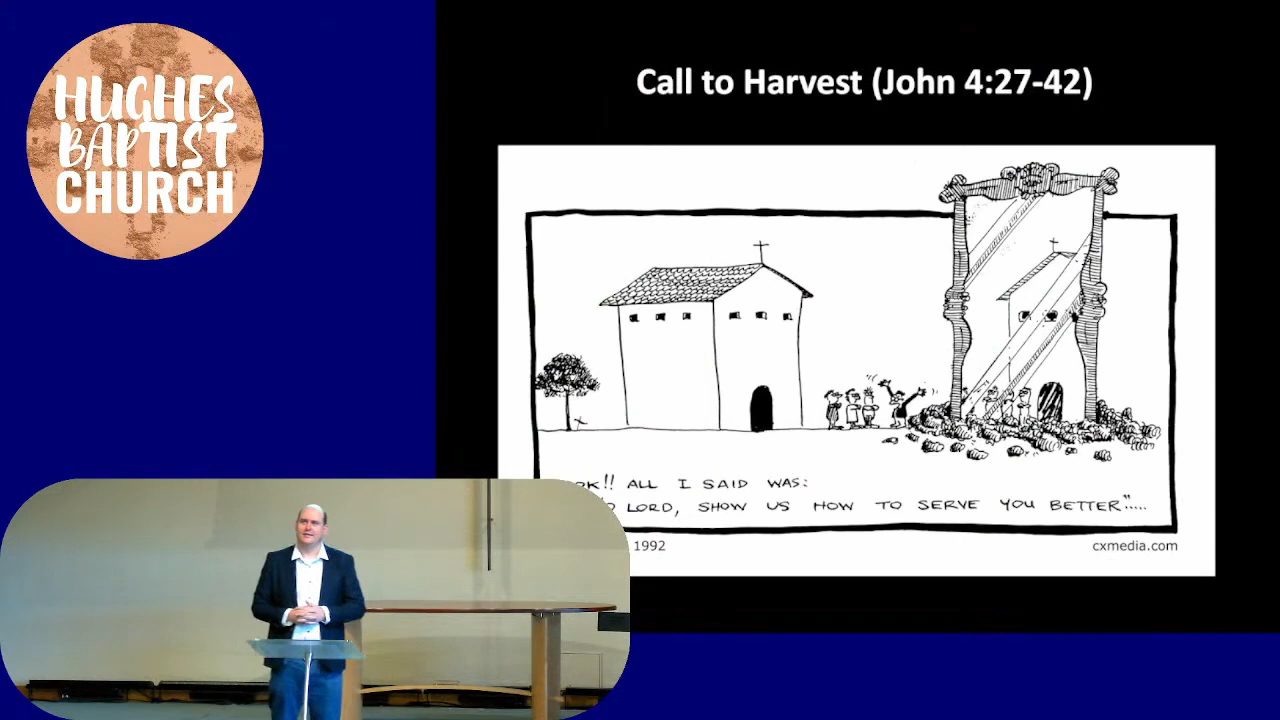 HUGHES
BAPTIST
CHURCH
Call to Harvest (John 4:27-42)
ALL I SAID WAS:
LORD, SHOW US HOW TO SERVE YOU BETTER".....
1992
cxmedia.com